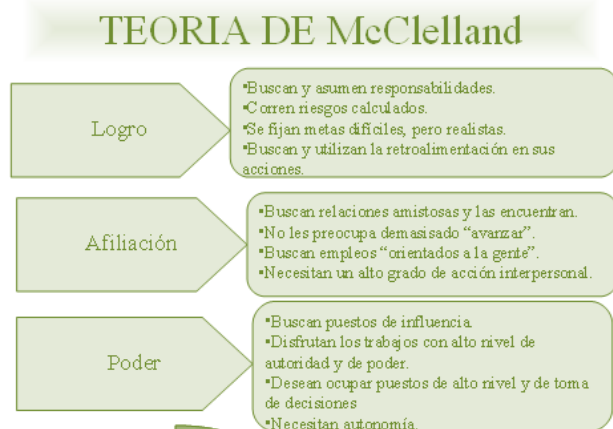 TEORIA DE McClelland
Logro
▪Buscan y asumen responsabilidades.
▪Corren riesgos calculados.
▪Se fijan metas difíciles, pero realistas.
▪Buscan y utilizan la retroalimentación en sus
acciones.
Afiliación
▪Buscan relaciones amistosas y las encuentran.
▪No les preocupa demasisado “avanzar”.
▪Buscan empleos “orientados a la gente”.
▪Necesitan un alto grado de acción interpersonal.
Poder
▪Buscan puestos de influencia
▪Disfrutan los trabajos con alto nivel de
autoridad y de poder.
▪Desean ocupar puestos de alto nivel y de toma
de decisiones
▪Necesitan autonomía.